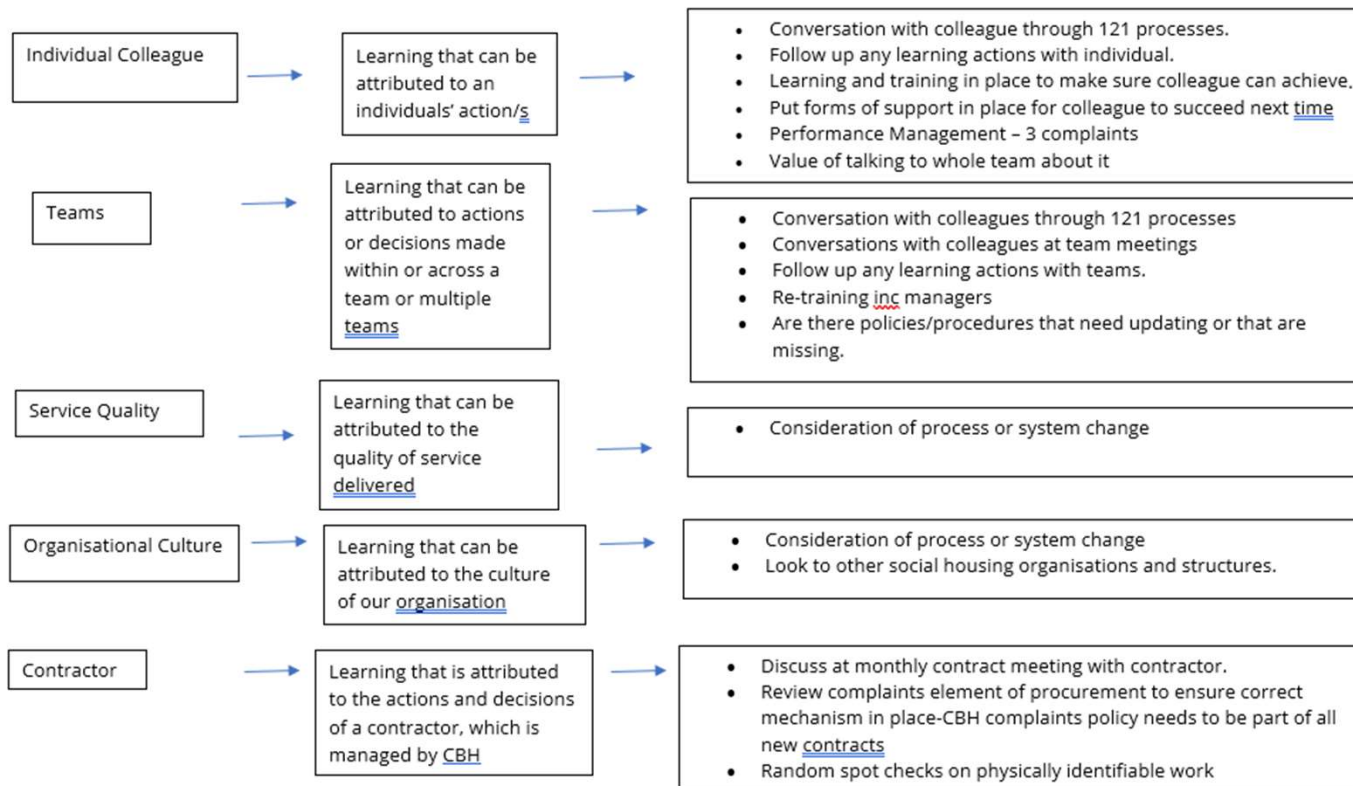 Individual Colleague
Learning that can be
attributed to an
individuals' action/s
• Conversation with colleague through 121 processes.
• Follow up any learning actions with individual.
• Learning and training in place to make sure colleague can achieve.
• Put forms of support in place for colleague to succeed next time
• Performance Management – 3 complaints
• Value of talking to whole team about it
Teams
Learning that can be
attributed to actions
or decisions made
within or across a
team or multiple
teams
• Conversation with colleagues through 121 processes
• Conversations with colleagues at team meetings
• Follow up any learning actions with teams.
• Re-training inc managers
• Are there policies/procedures that need updating or that are
missing.
Service Quality
Learning that can be
attributed to the
quality of service
delivered
• Consideration of process or system change
Organisational Culture
Learning that can be
attributed to the culture
of our organisation
• Consideration of process or system change
• Look to other social housing organisations and structures.
Contractor
Learning that is attributed
to the actions and decisions
of a contractor, which is
managed by CBH
• Discuss at monthly contract meeting with contractor.
• Review complaints element of procurement to ensure correct
mechanism in place-CBH complaints policy needs to be part of all
new contracts
• Random spot checks on physically identifiable work